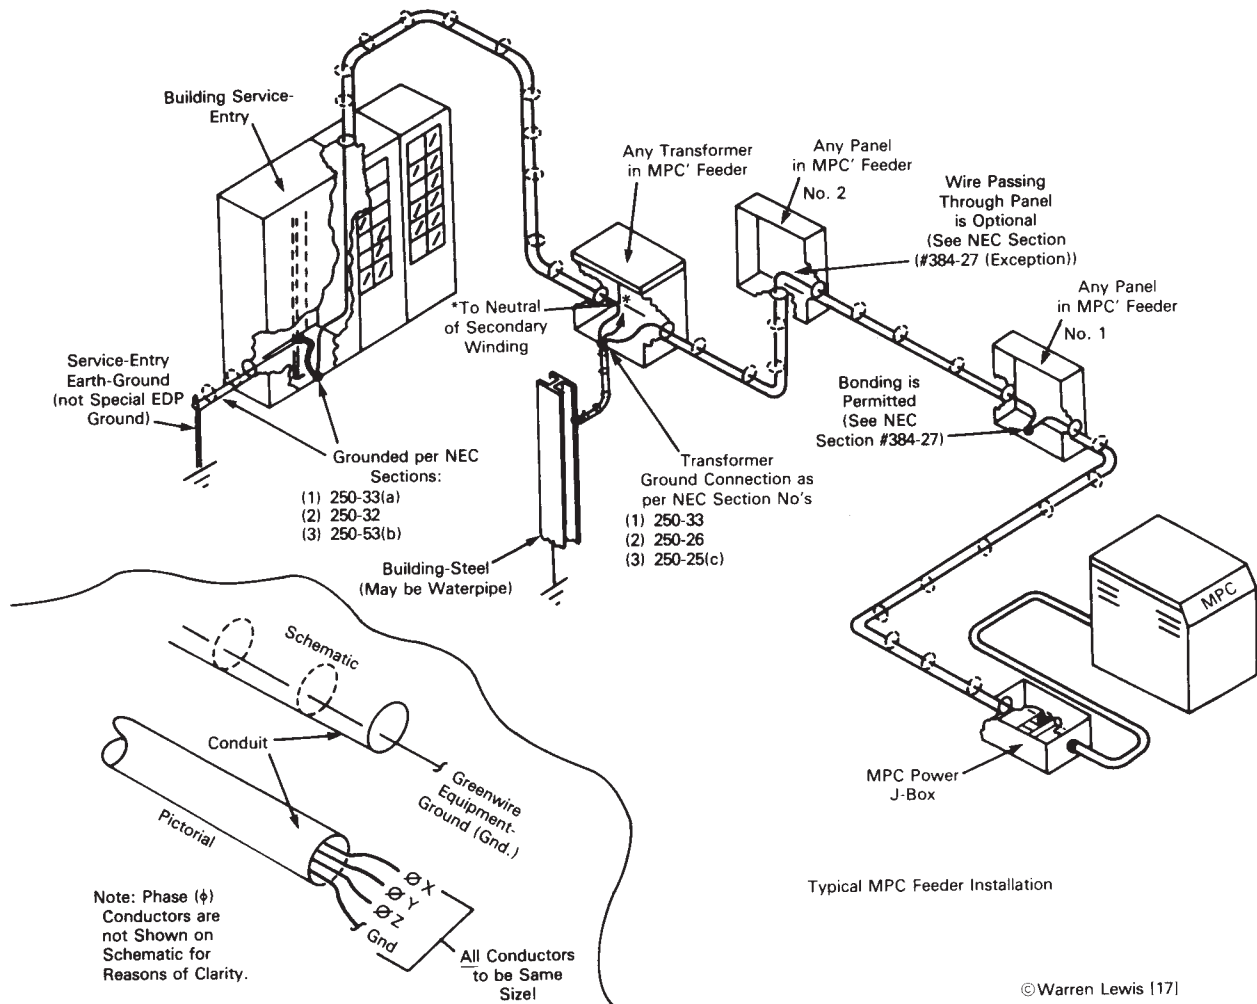 Building Service-
Entry
Any Transformer
in MPC' Feeder
Any Panel
in MPC' Feeder
No. 2
Wire Passing
Through Panel
is Optional
(See NEC Section
(#384-27 (Exception))
Any Panel
in MPC' Feeder
No. 1
*
*To Neutral
of Secondary
Winding
Service-Entry
Earth-Ground
(not Special EDP
Ground)
Bonding is
Permitted
(See NEC
Section #384-27)
Grounded per NEC
Sections:
(1) 250-33(a)
(2) 250-32
(3) 250-53(b)
Transformer
Ground Connection as
per NEC Section No's
(1) 250-33
(2) 250-26
(3) 250-25(c)
Building-Steel
(May be Waterpipe)
MPC
Schematic
Conduit
Greenwire
Equipment-
Ground (Gnd.)
Pictorial
MPC Power
J-Box
Ø X
Ø Y
Ø Z
Gnd
Note: Phase (ϕ)
Conductors are
not Shown on
Schematic for
Reasons of Clarity.
All Conductors
to be Same
Size!
Typical MPC Feeder Installation
©Warren Lewis [17]